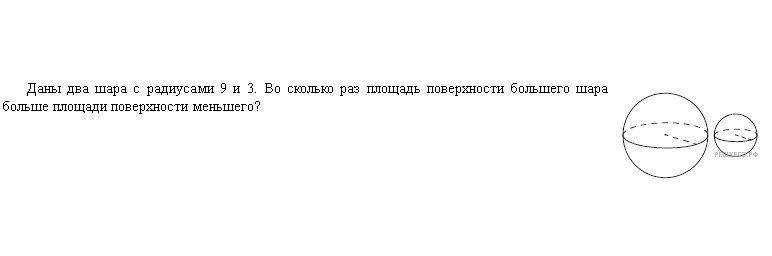 Даны два шара с радиусами 9 и 3. Во сколько раз площадь поверхности большего шара
больше площади поверхности меньшего?
РЕШУЕГЭ.РФ